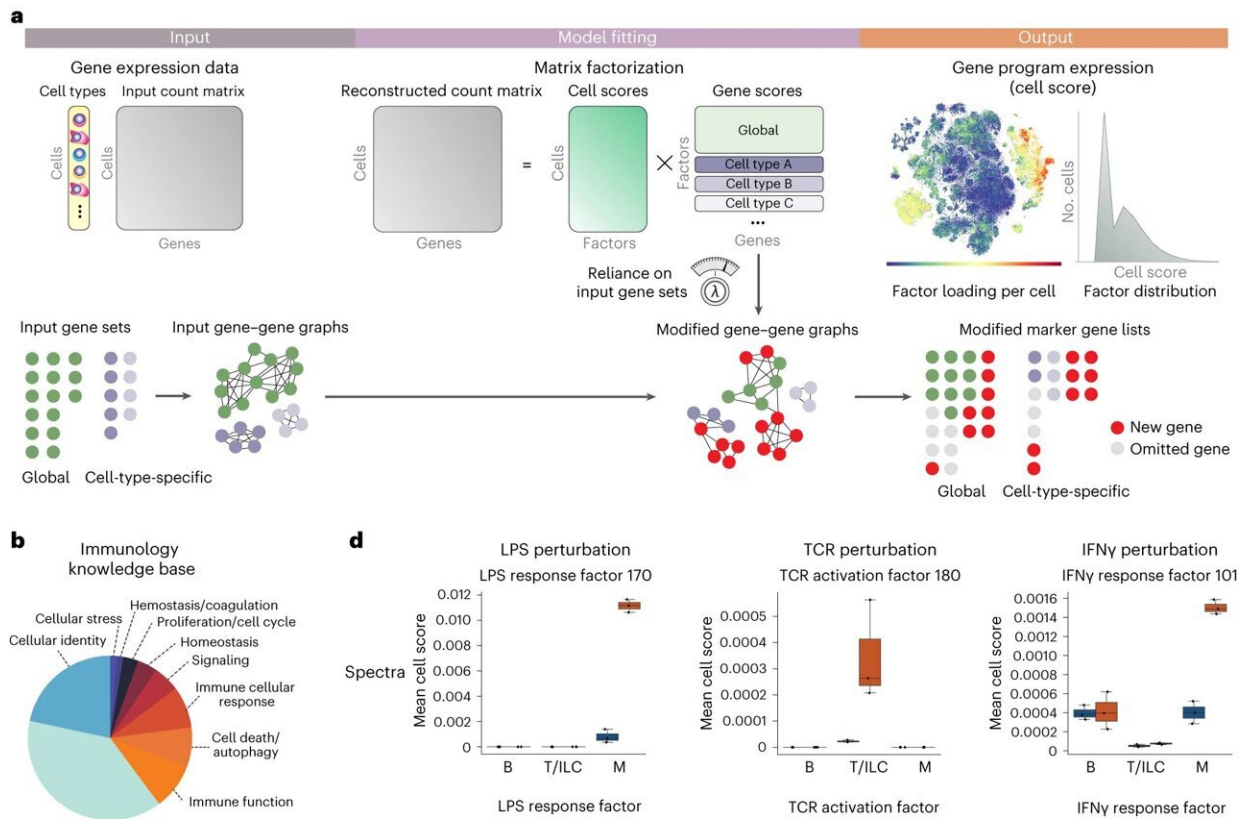 a
Input
Model fitting
Output
Gene expression data
Cell types
Input count matrix
Cells
Cells
Genes
Matrix factorization
Reconstructed count matrix
Cells
Genes
=
Cell scores
Cells
Factors
×
Gene scores
Factors
Global
Cell type A
Cell type B
Cell type C
...
Genes
Reliance on
input gene sets
λ
Gene program expression
(cell score)
Factor loading per cell
No. cells
Cell score
Factor distribution
Input gene sets
Global
Cell-type-specific
Input gene–gene graphs
Modified gene–gene graphs
Modified marker gene lists
New gene
Omitted gene
Global
Cell-type-specific
b
Immunology
knowledge base
Hemostasis/coagulation
Cellular stress
Proliferation/cell cycle
Cellular identity
Homeostasis
Signaling
Immune cellular
response
Cell death/
autophagy
Immune function
d
Spectra
LPS perturbation
LPS response factor 170
Mean cell score
0.012
0.010
0.008
0.006
0.004
0.002
0
B
T/ILC
M
LPS response factor
TCR perturbation
TCR activation factor 180
Mean cell score
0.0005
0.0004
0.0003
0.0002
0.0001
0
B
T/ILC
M
TCR activation factor
IFNγ perturbation
IFNγ response factor 101
Mean cell score
0.0016
0.0014
0.0012
0.0010
0.0008
0.0006
0.0004
0.0002
0
B
T/ILC
M
IFNγ response factor